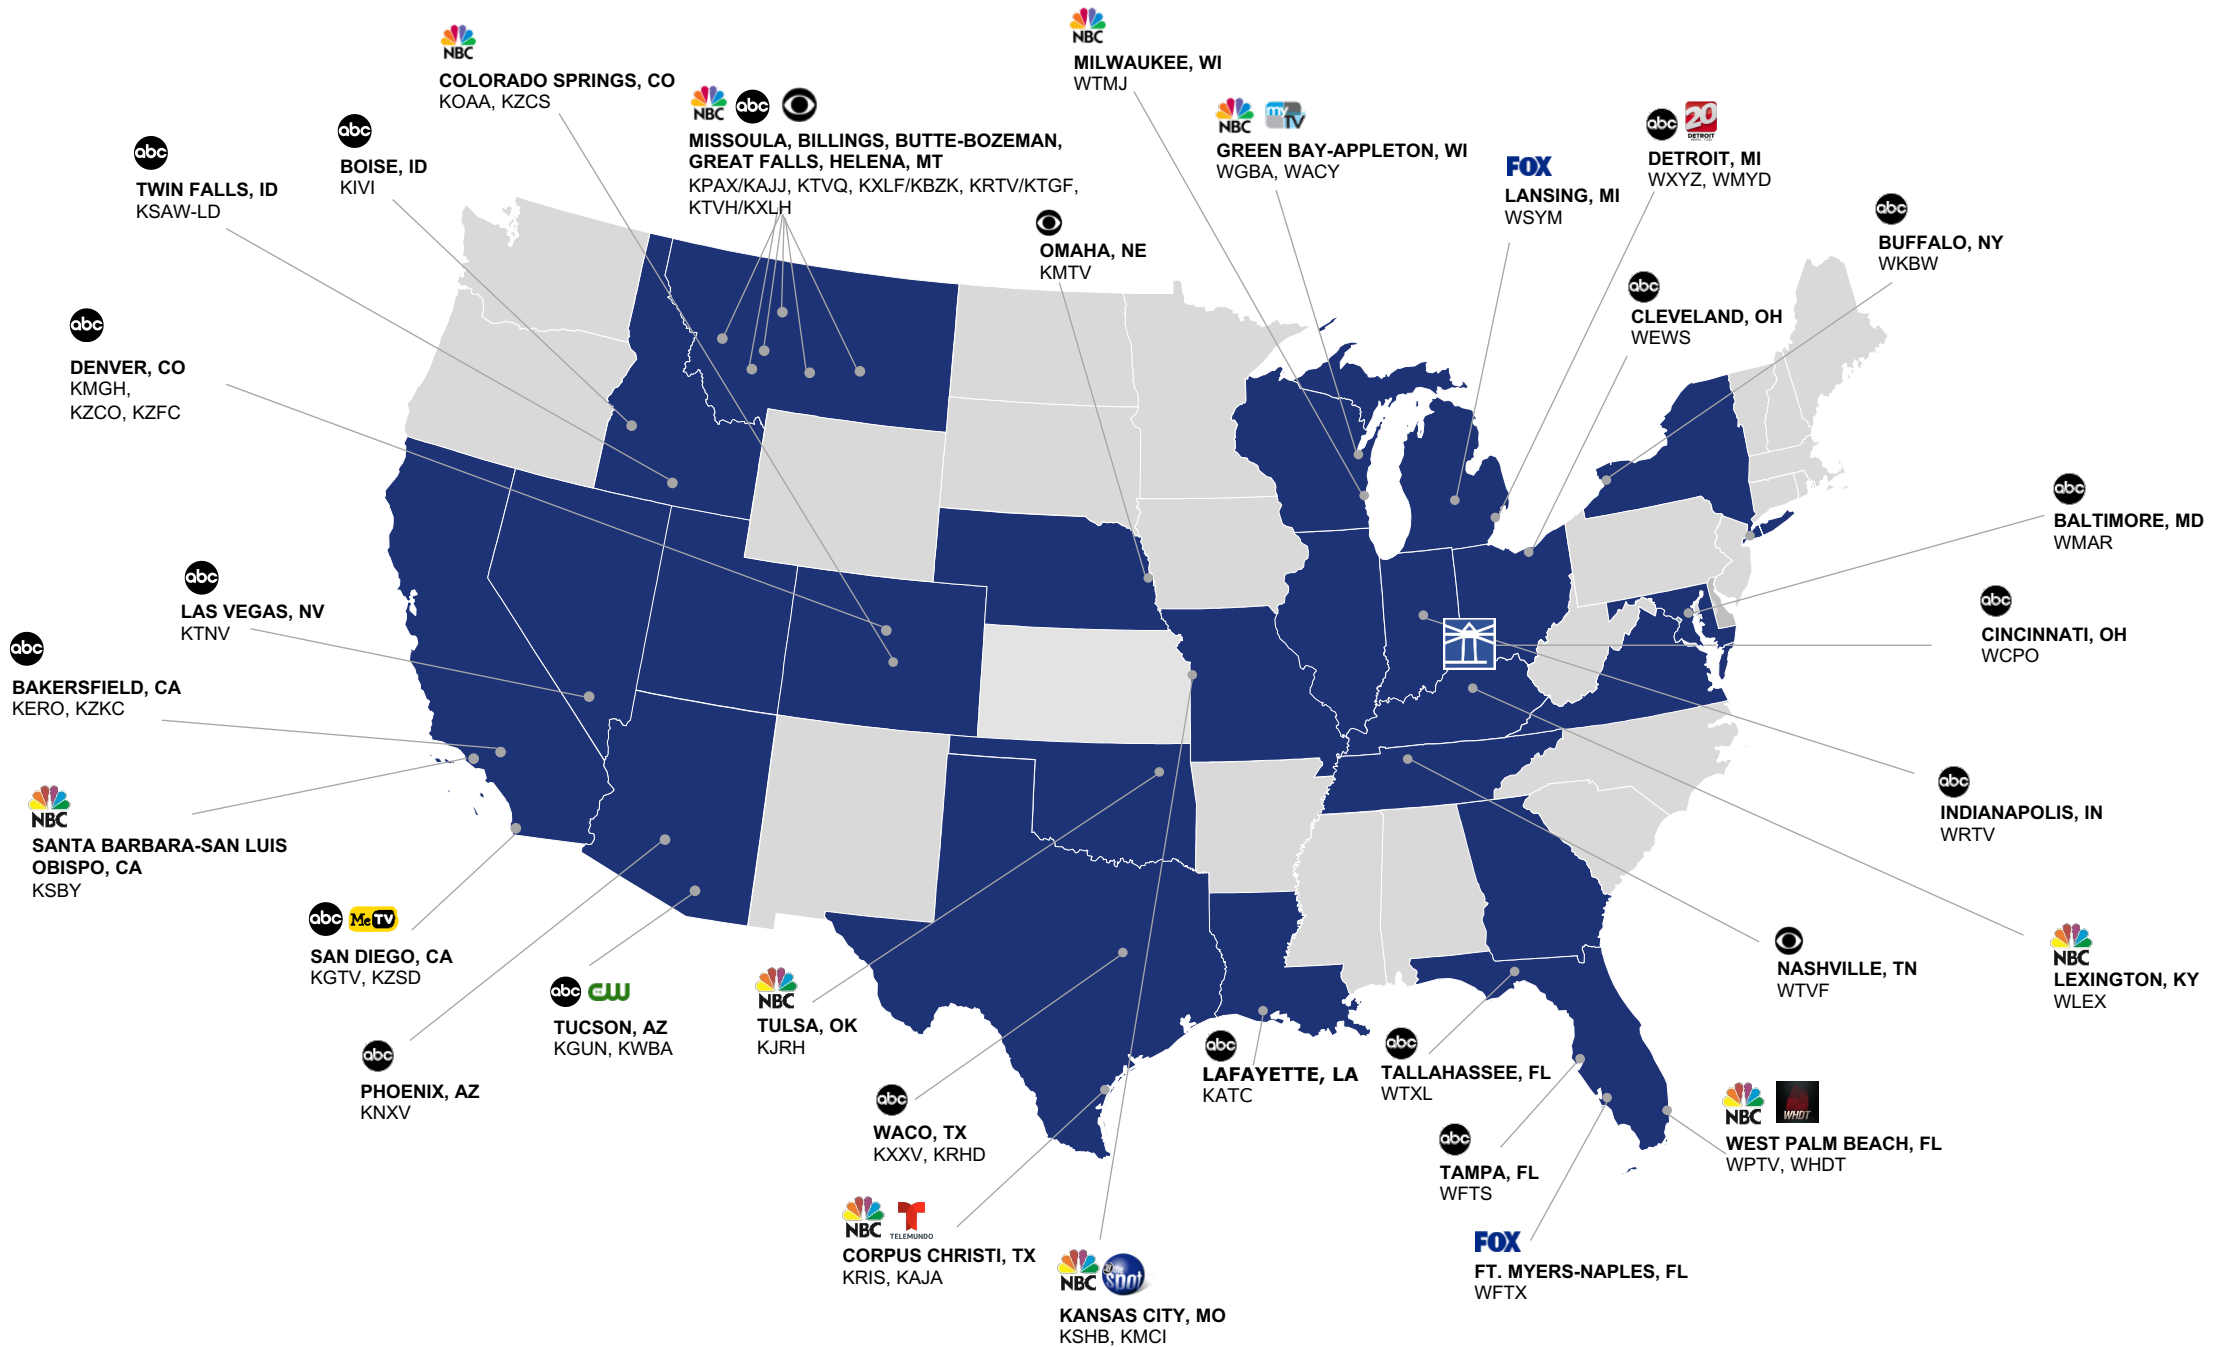 NBC
COLORADO SPRINGS, CO
KOAA, KZCS
NBC
MILWAUKEE, WI
WTMJ
abc
TWIN FALLS, ID
KSAW-LD
abc
BOISE, ID
KIVI
NBC abc
MISSOULA, BILLINGS, BUTTE-BOZEMAN,
GREAT FALLS, HELENA, MT
KPAX/KAJJ, KTVQ, KXLF/KBZK, KRTV/KTGF,
KTVH/KXLH
OMAHA, NE
KMTV
NBC my TV
GREEN BAY-APPLETON, WI
WGBA, WACY
FOX
LANSING, MI
WSYM
abc 20
DETROIT
DETROIT, MI
WXYZ, WMYD
abc
BUFFALO, NY
WKBW
abc
CLEVELAND, OH
WEWS
abc
DENVER, CO
KMGH,
KZCO, KZFC
abc
BALTIMORE, MD
WMAR
abc
LAS VEGAS, NV
KTNV
abc
CINCINNATI, OH
WCPO
abc
BAKERSFIELD, CA
KERO, KZKC
abc
INDIANAPOLIS, IN
WRTV
NBC
SANTA BARBARA-SAN LUIS
OBISPO, CA
KSBY
abc MeTV
SAN DIEGO, CA
KGTV, KZSD
abc CW
TUCSON, AZ
KGUN, KWBA
NBC
TULSA, OK
KJRH
NASHVILLE, TN
WTVF
NBC
LEXINGTON, KY
WLEX
abc
PHOENIX, AZ
KNXV
abc
WACO, TX
KXXV, KRHD
abc
LAFAYETTE, LA
KATC
abc
TALLAHASSEE, FL
WTXL
abc
TAMPA, FL
WFTS
NBC WHDT
WEST PALM BEACH, FL
WPTV, WHDT
NBC TELEMUNDO
CORPUS CHRISTI, TX
KRIS, KAJA
NBC 38 the spot
KANSAS CITY, MO
KSHB, KMCI
FOX
FT. MYERS-NAPLES, FL
WFTX